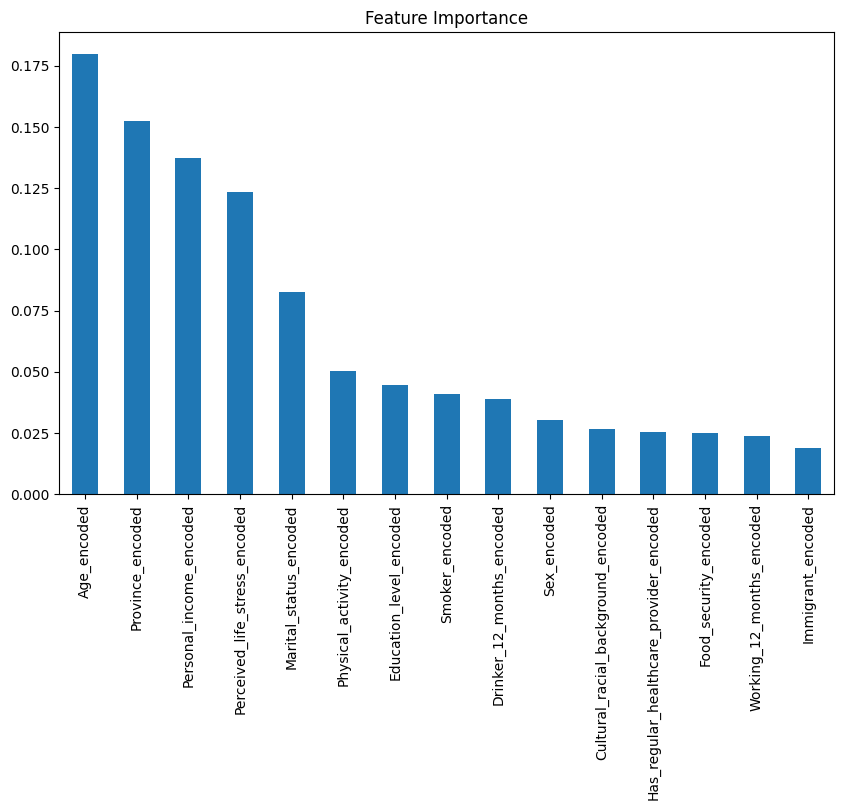 Feature Importance
0.175
0.150
0.125
0.100
0.075
0.050
0.025
0.000
Age_encoded
Province_encoded
Personal_income_encoded
Perceived_life_stress_encoded
Marital_status_encoded
Physical_activity_encoded
Education_level_encoded
Smoker_encoded
Drinker_12_months_encoded
Sex_encoded
Cultural_racial_background_encoded
Has_regular_healthcare_provider_encoded
Food_security_encoded
Working_12_months_encoded
Immigrant_encoded